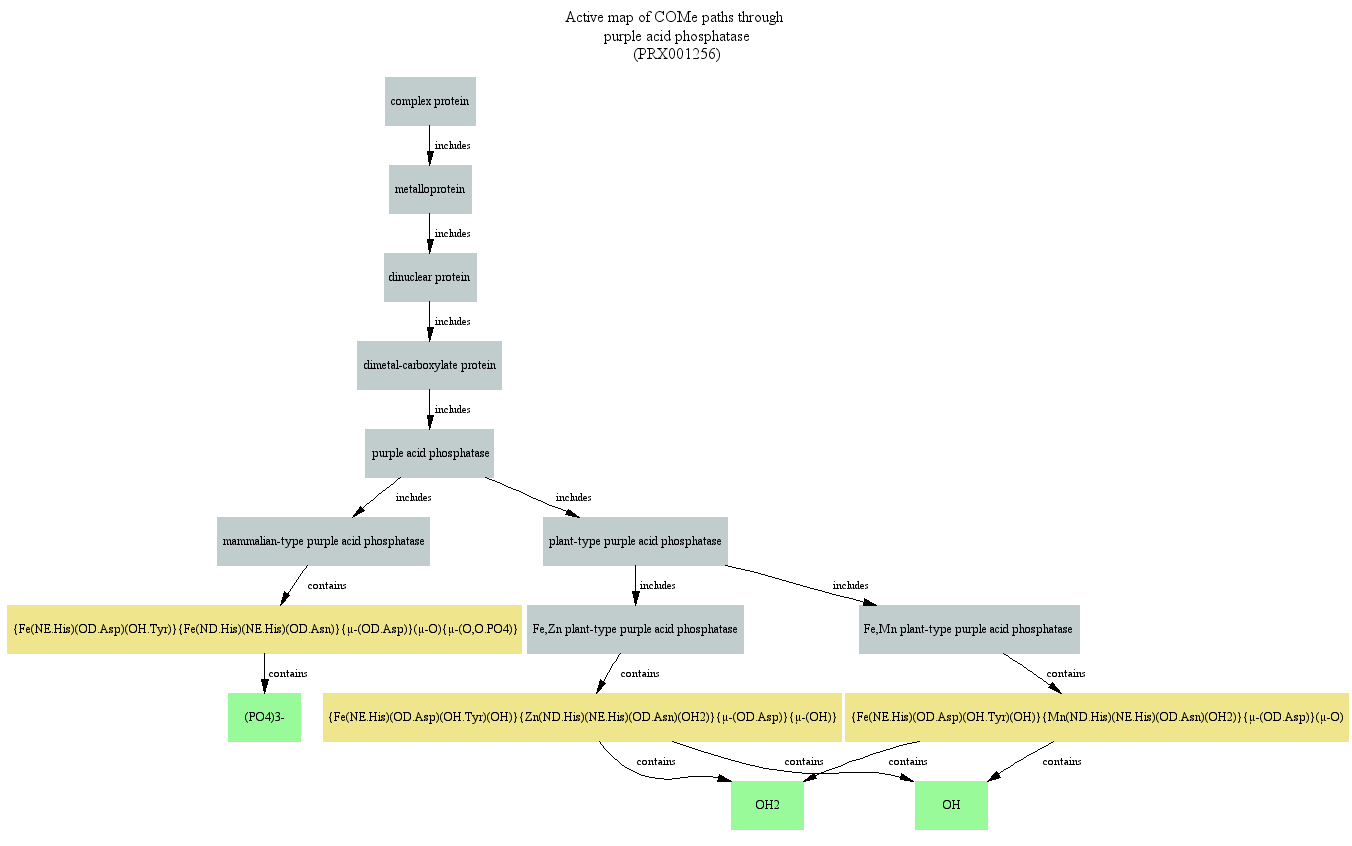 Active map of COMe paths through
purple acid phosphatase
(PRX001256)
complex protein
includes
metalloprotein
includes
dinuclear protein
includes
dimetal-carboxylate protein
includes
purple acid phosphatase
includes
includes
mammalian-type purple acid phosphatase
plant-type purple acid phosphatase
contains
includes
includes
{Fe(NE.His)(OD.Asp)(OH.Tyr)}{Fe(ND.His)(NE.His)(OD.Asn)}{μ-(OD.Asp)}(μ-O){μ-(O,O.PO4)}
Fe,Zn plant-type purple acid phosphatase
Fe,Mn plant-type purple acid phosphatase
contains
contains
contains
(PO4)3-
{Fe(NE.His)(OD.Asp)(OH.Tyr)(OH)}{Zn(ND.His)(NE.His)(OD.Asn)(OH2)}{μ-(OD.Asp)}{μ-(OH)}
{Fe(NE.His)(OD.Asp)(OH.Tyr)(OH)}{Mn(ND.His)(NE.His)(OD.Asn)(OH2)}{μ-(OD.Asp)}(μ-O)
contains
contains
contains
contains
OH2
OH